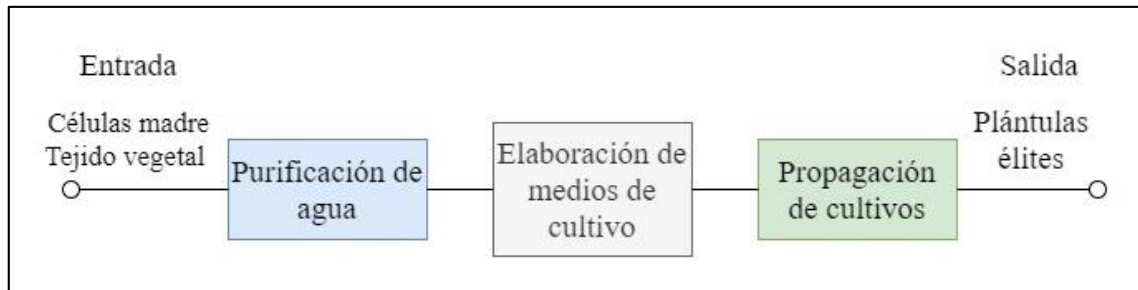 Entrada
Células madre
Tejido vegetal
Purificación de
agua
Elaboración de
medios de
cultivo
Propagación
de cultivos
Salida
Plántulas
élites